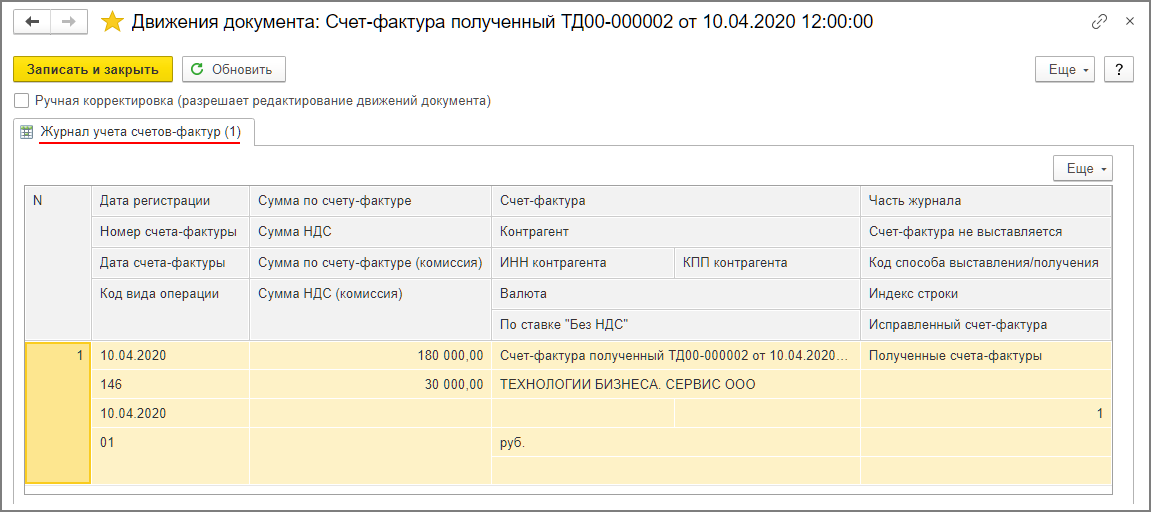 Движения документа: Счет-фактура полученный ТД00-000002 от 10.04.2020 12:00:00
Записать и закрыть Обновить Еще ?
Ручная корректировка (разрешает редактирование движений документа)
Журнал учета счетов-фактур (1)
Еще
N Дата регистрации Сумма по счету-фактуре Счет-фактура Часть журнала
Номер счета-фактуры Сумма НДС Контрагент Счет-фактура не выставляется
Дата счета-фактуры Сумма по счету-фактуре (комиссия) ИНН контрагента КПП контрагента Код способа выставления/получения
Код вида операции Сумма НДС (комиссия) Валюта Индекс строки
По ставке "Без НДС" Исправленный счет-фактура
1 10.04.2020 180 000,00 Счет-фактура полученный ТД00-000002 от 10.04.2020... Полученные счета-фактуры
146 30 000,00 ТЕХНОЛОГИИ БИЗНЕСА. СЕРВИС ООО
10.04.2020 1
01 руб.